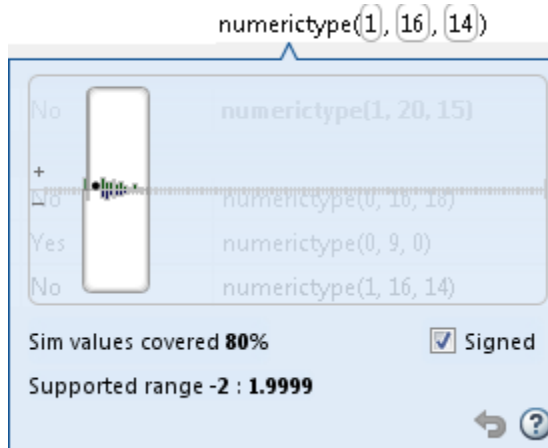 numerictype(1, 16, 14)
No numerictype(1, 20, 15)
+
−
No numerictype(0, 16, 18)
Yes numerictype(0, 9, 0)
No numerictype(1, 16, 14)
Sim values covered 80% Signed
Supported range -2 : 1.9999
?